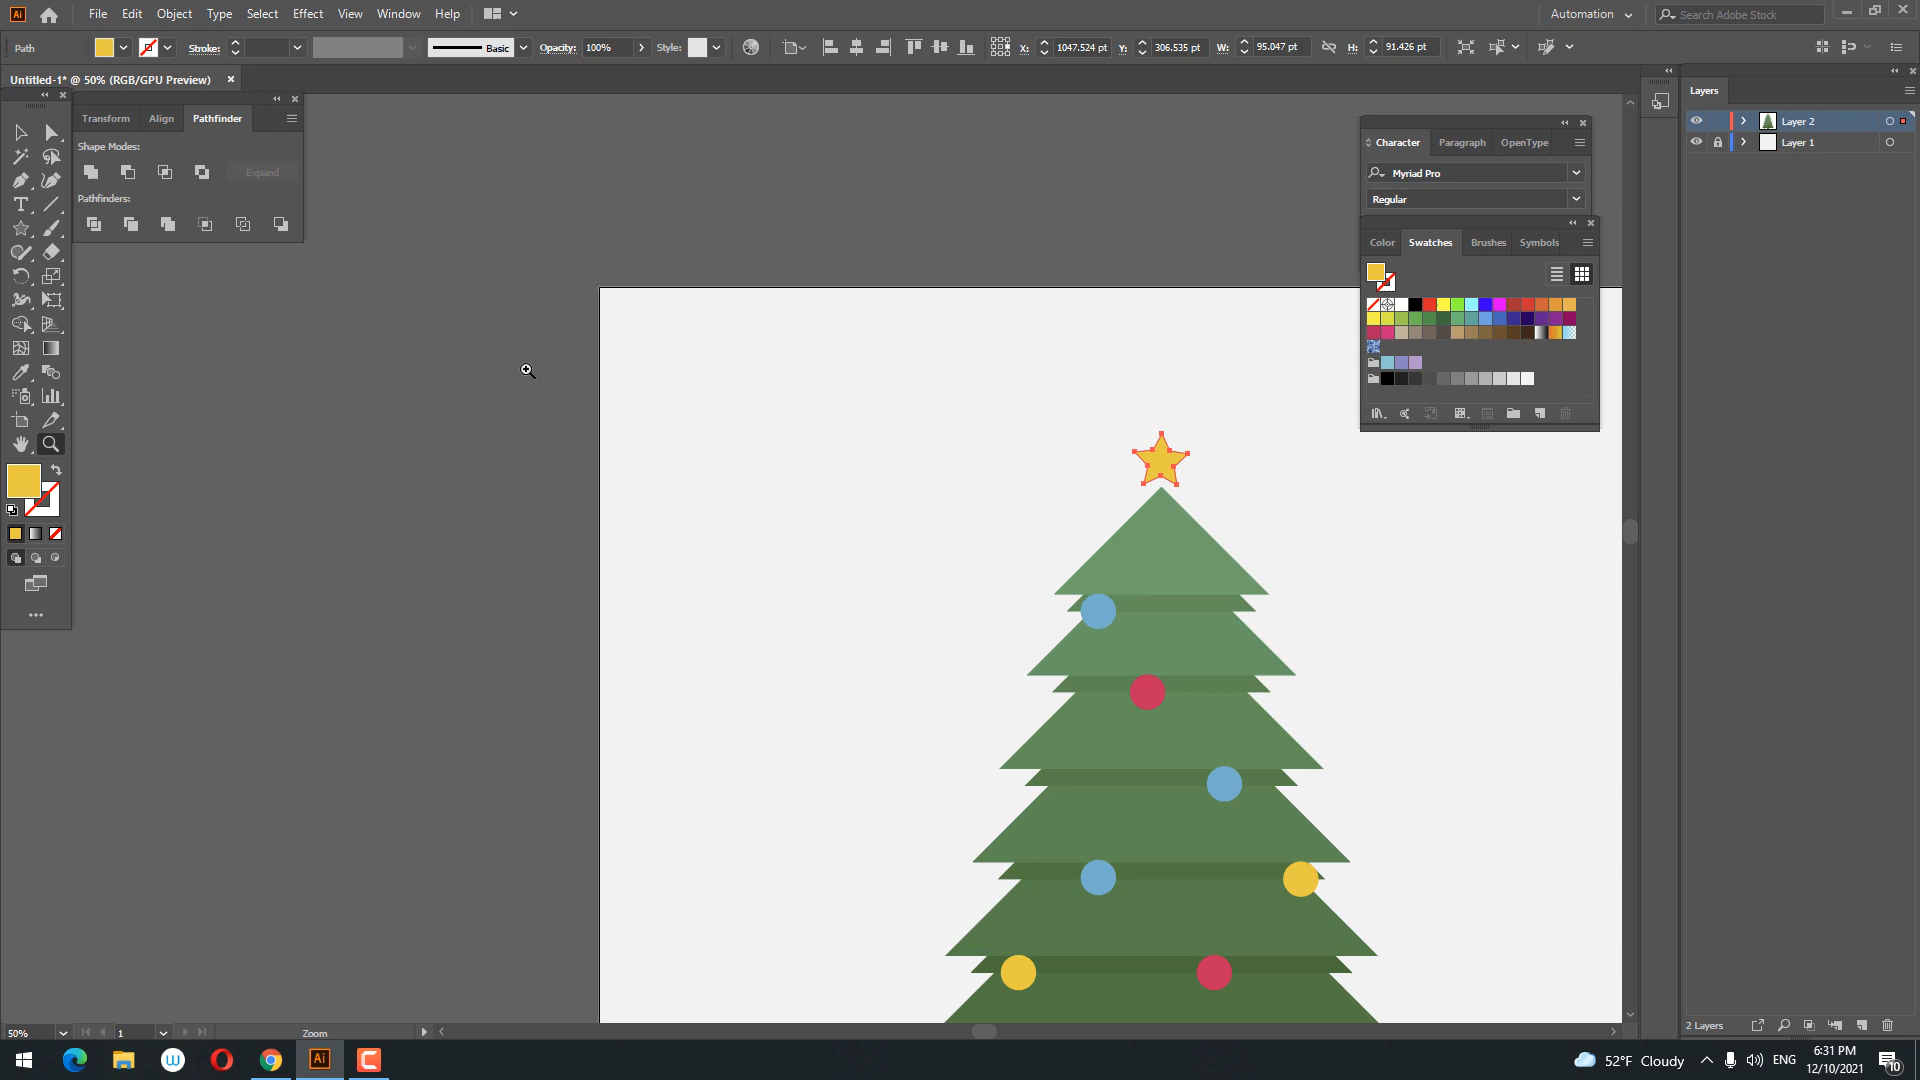 Ai File Edit Object Type Select Effect View Window Help Automation Search Adobe Stock
Path Stroke: Basic Opacity: 100% Style: X: 1047.524 pt Y: 306.535 pt W: 95.047 pt H: 91.426 pt
Untitled-1* @ 50% (RGB/GPU Preview)
Layers
Transform Align Pathfinder
Shape Modes:
Expand
Pathfinders:
Layer 2
Layer 1
Character Paragraph OpenType
Myriad Pro
Regular
Color Swatches Brushes Symbols
50% 1 Zoom
2 Layers
Ai 52°F Cloudy ENG 6:31 PM
12/10/2021
10